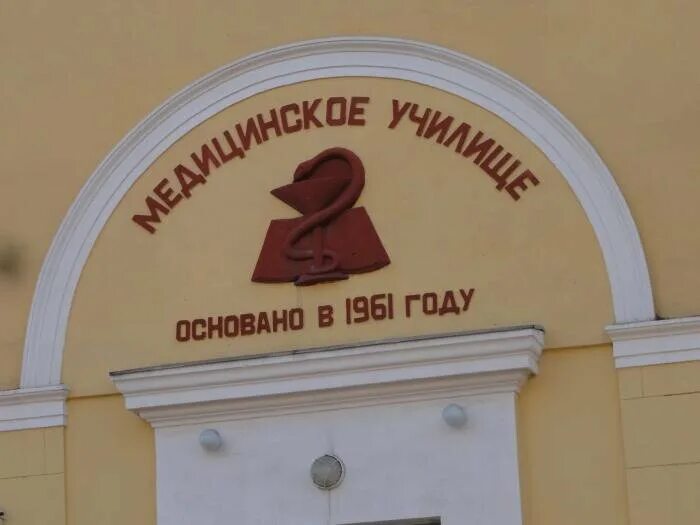 МЕДИЦИНСКОЕ УЧИЛИЩЕ
ОСНОВАНО В 1961 ГОДУ